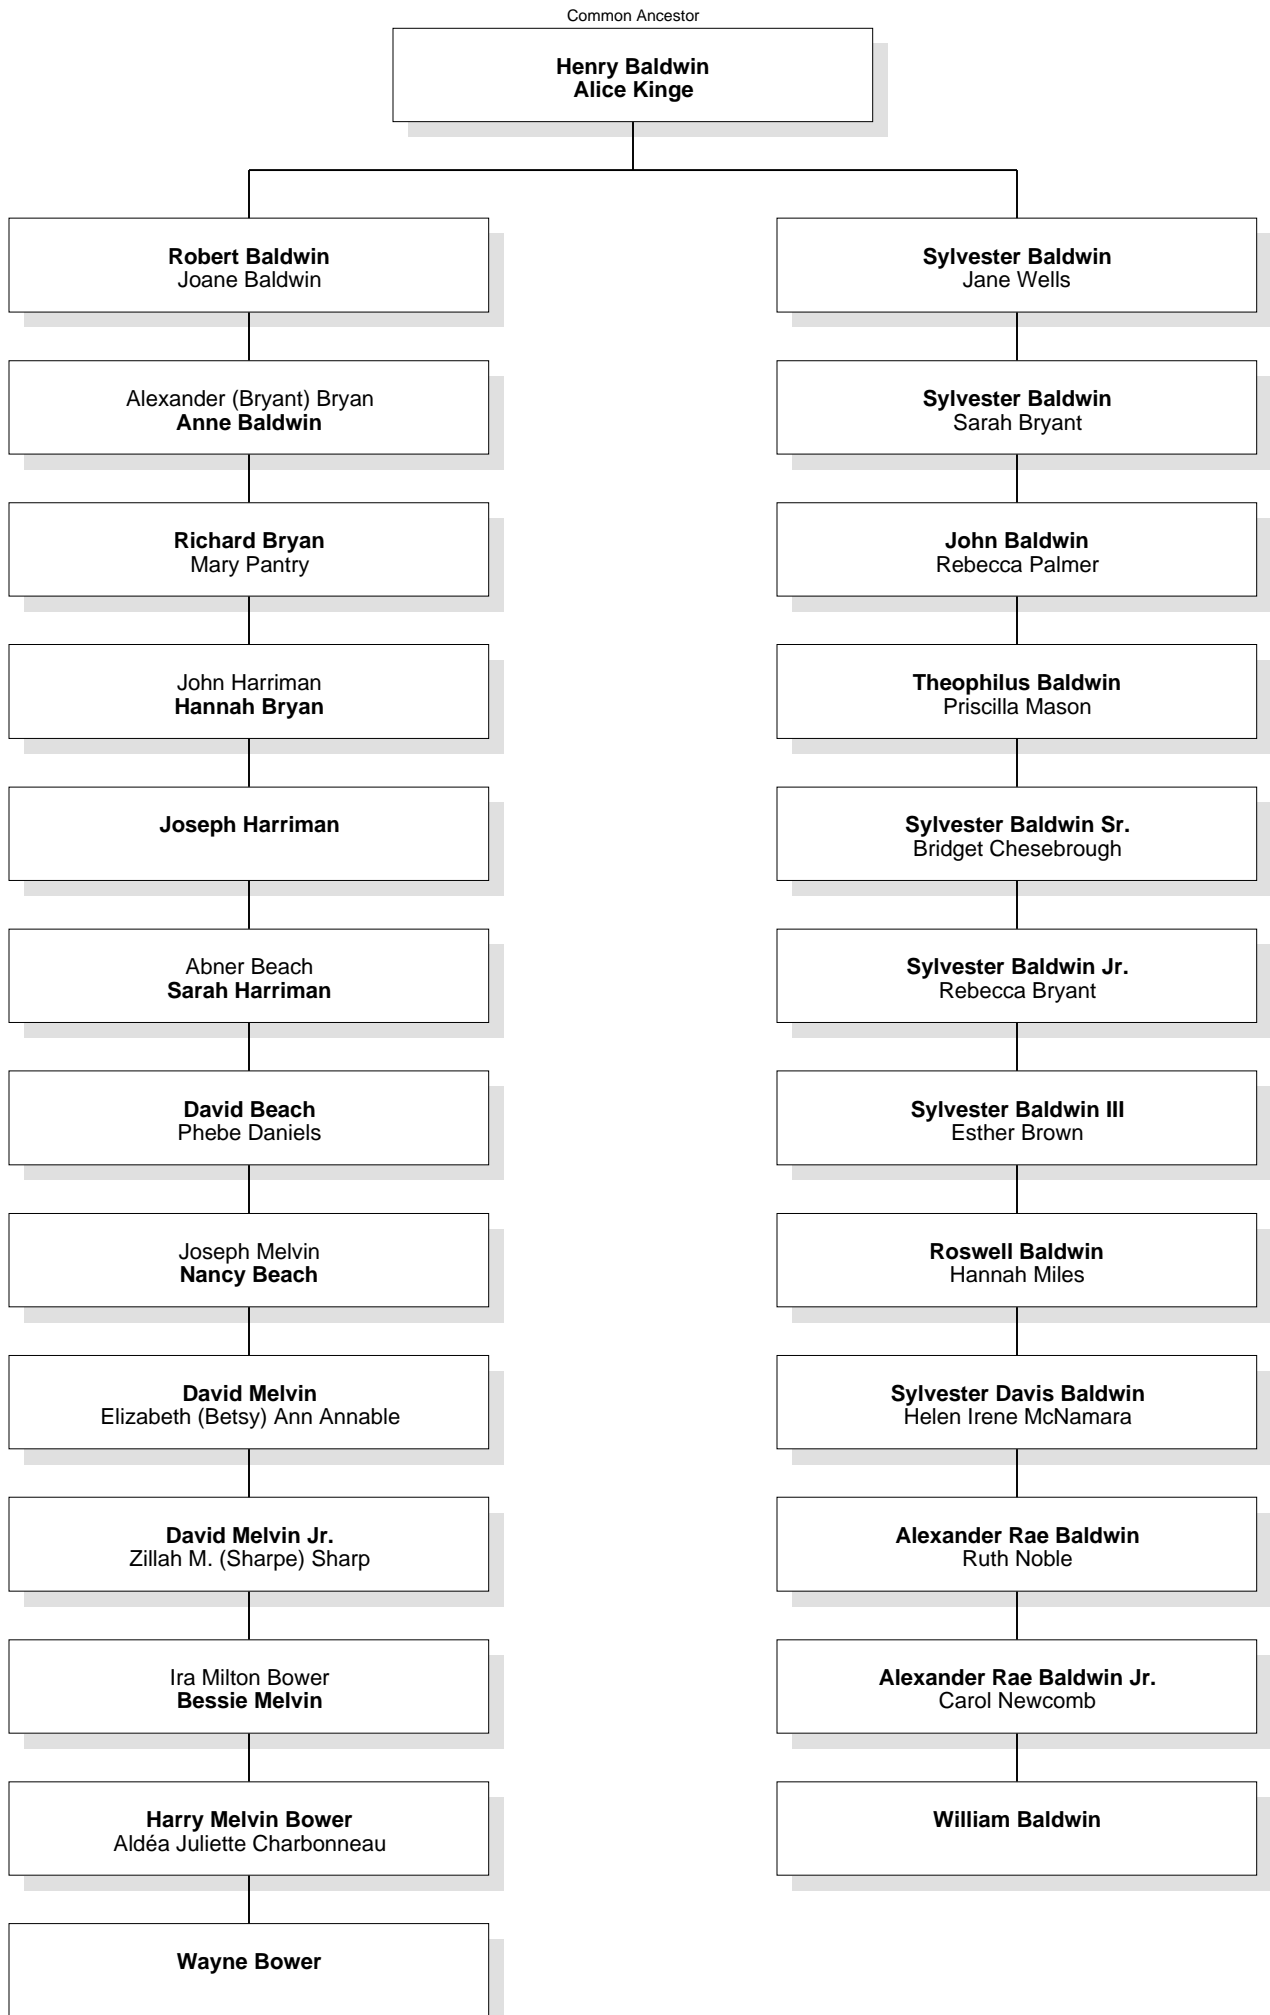 Common Ancestor
Henry Baldwin
Alice Kinge
Robert Baldwin
Joane Baldwin
Sylvester Baldwin
Jane Wells
Alexander (Bryant) Bryan
Anne Baldwin
Sylvester Baldwin
Sarah Bryant
Richard Bryan
Mary Pantry
John Baldwin
Rebecca Palmer
John Harriman
Hannah Bryan
Theophilus Baldwin
Priscilla Mason
Joseph Harriman
Sylvester Baldwin Sr.
Bridget Chesebrough
Abner Beach
Sarah Harriman
Sylvester Baldwin Jr.
Rebecca Bryant
David Beach
Phebe Daniels
Sylvester Baldwin III
Esther Brown
Joseph Melvin
Nancy Beach
Roswell Baldwin
Hannah Miles
David Melvin
Elizabeth (Betsy) Ann Annable
Sylvester Davis Baldwin
Helen Irene McNamara
David Melvin Jr.
Zillah M. (Sharpe) Sharp
Alexander Rae Baldwin
Ruth Noble
Ira Milton Bower
Bessie Melvin
Alexander Rae Baldwin Jr.
Carol Newcomb
Harry Melvin Bower
Aldéa Juliette Charbonneau
William Baldwin
Wayne Bower